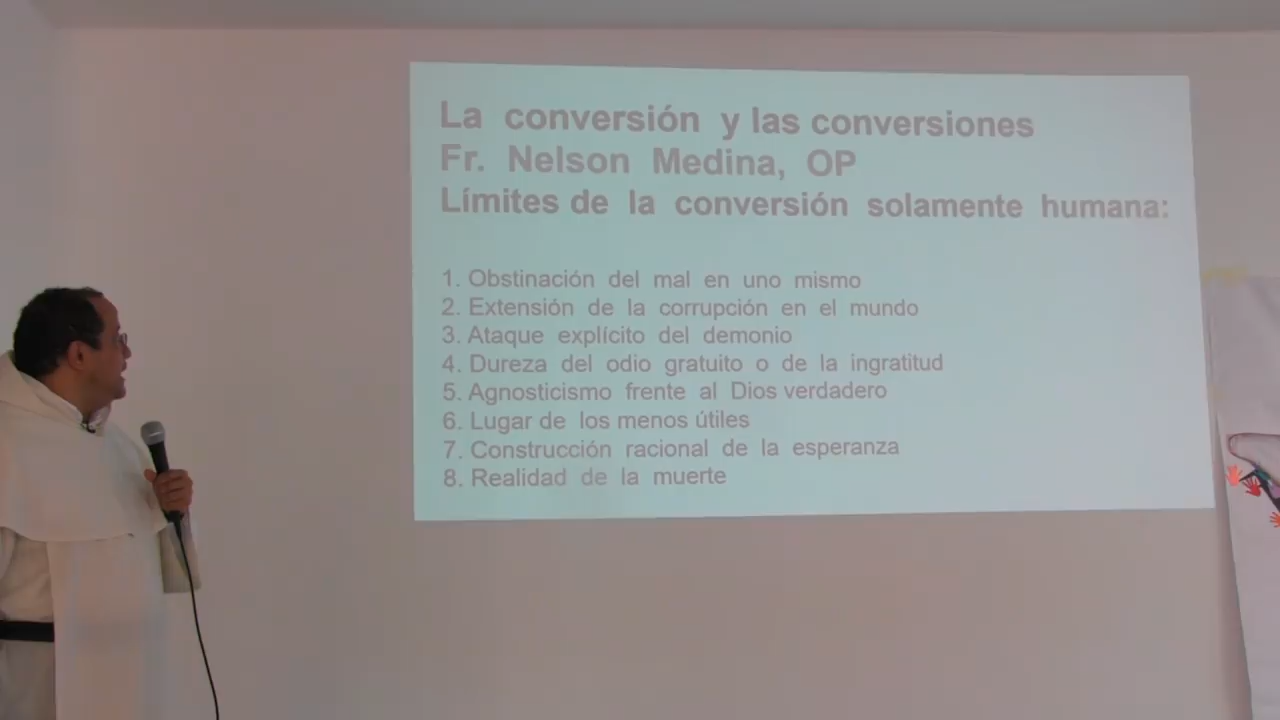 La conversión y las conversiones
Fr. Nelson Medina, OP
Límites de la conversión solamente humana:
1. Obstinación del mal en uno mismo
2. Extensión de la corrupción en el mundo
3. Ataque explícito del demonio
4. Dureza del odio gratuito o de la ingratitud
5. Agnosticismo frente al Dios verdadero
6. Lugar de los menos útiles
7. Construcción racional de la esperanza
8. Realidad de la muerte